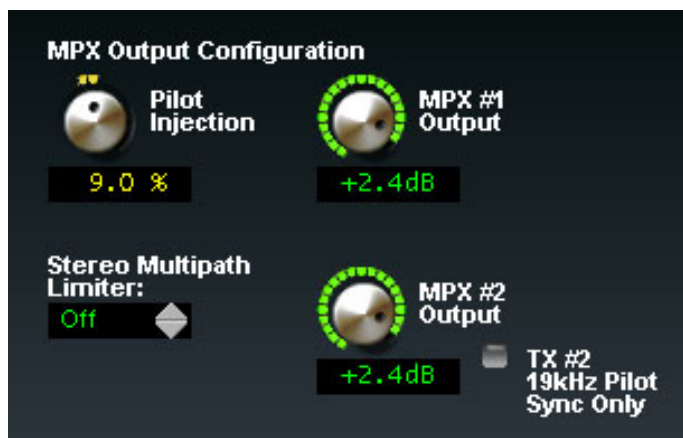 MPX Output Configuration
Pilot
Injection
9.0 %
MPX #1
Output
+2.4dB
Stereo Multipath
Limiter:
Off
MPX #2
Output
+2.4dB
TX #2
19kHz Pilot
Sync Only